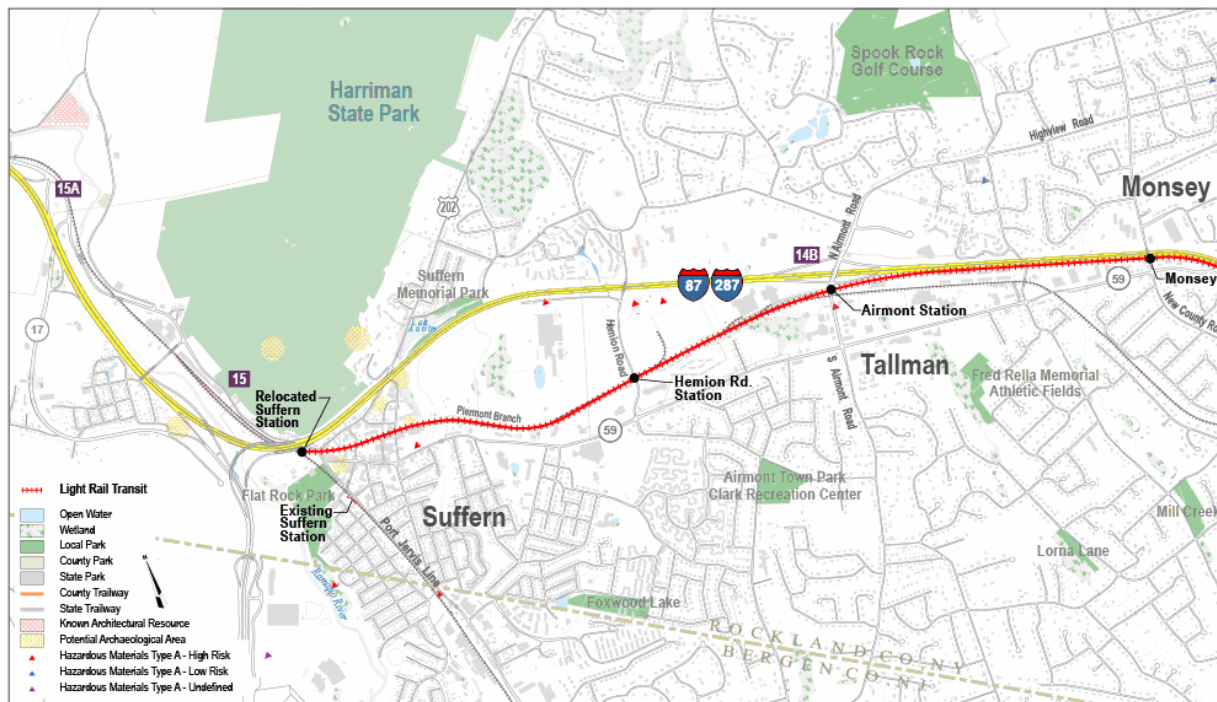 Spook Rock
Golf Course
Harriman
State Park
Highview Road
15A
202
Monsey
N Airmont Road
14B
59
Suffern
Memorial Park
87
287
Monsey
New County
17
Airmont Station
Hemion Road
Tallman
15
Relocated
Suffern
Station
Hemion Rd.
Station
S Airmont Road
Fred Rella Memorial
Athletic Fields
Piermont Branch
59
Light Rail Transit
Flat Rock Park
Existing
Suffern
Station
Suffern
Airmont Town Park
Clark Recreation Center
Mill Creek
Open Water
Wetland
Local Park
County Park
State Park
County Trailway
State Trailway
Known Architectural Resource
Potential Archaeological Area
Hazardous Materials Type A - High Risk
Hazardous Materials Type A - Low Risk
Hazardous Materials Type A - Undefined
N
Port Jervis Line
Ramapo River
Lorna Lane
Foxwood Lake
ROCKLAND CO. NY
BERGEN CO. NJ